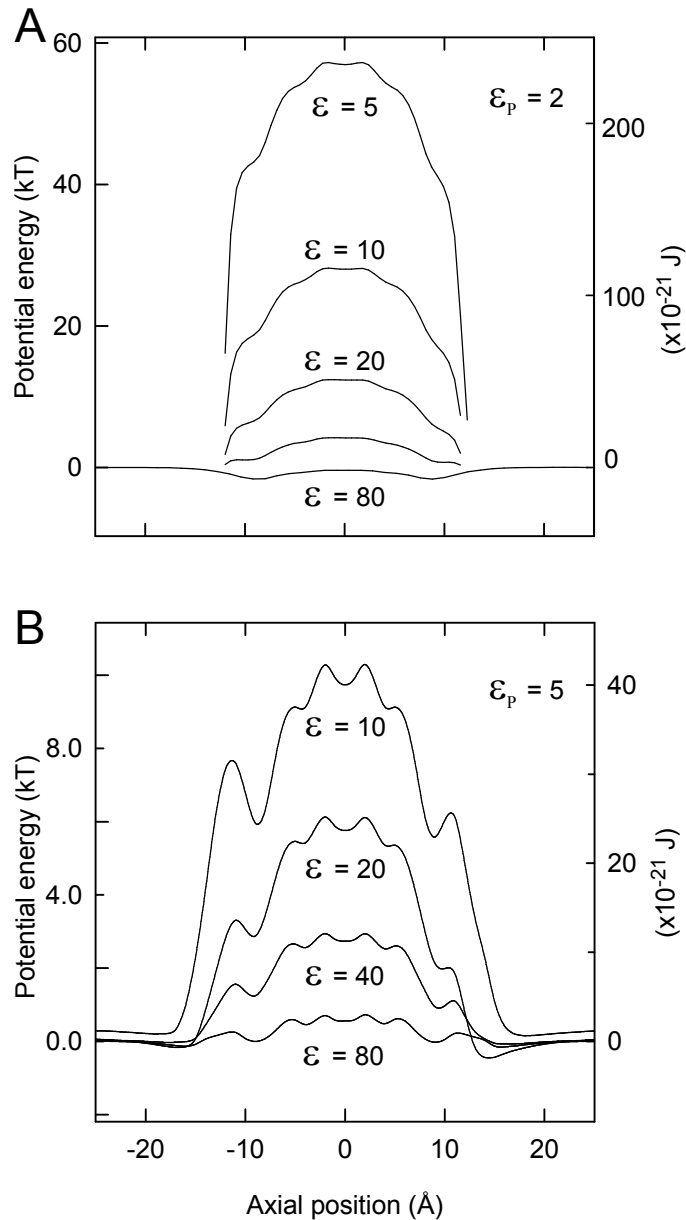 A
60
ε = 5
εP = 2
200
40
Potential energy (kT)
ε = 10
100
(x10-21 J)
20
ε = 20
0
0
ε = 80
B
40
εP = 5
8.0
ε = 10
Potential energy (kT)
20
(x10-21 J)
ε = 20
4.0
ε = 40
0.0
0
ε = 80
-20
-10
0
10
20
Axial position (Å)